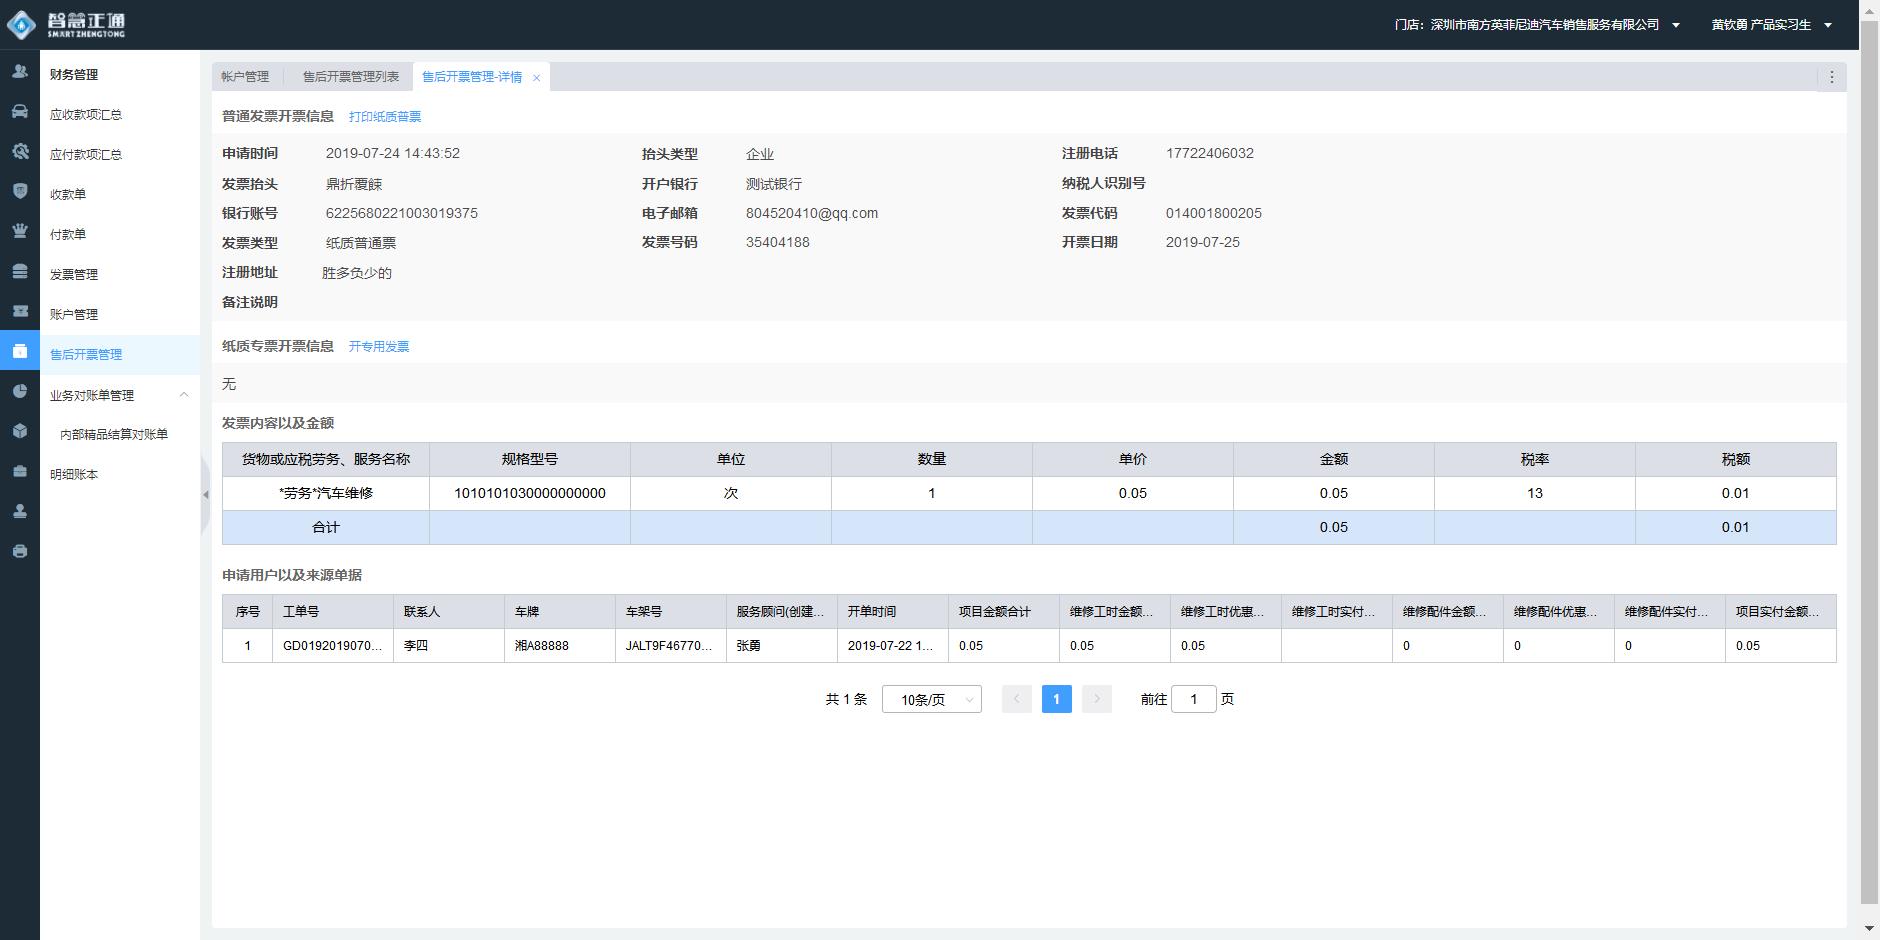 智慧正通
SMART ZHENGTONG
门店：深圳市南方英菲尼迪汽车销售服务有限公司
黄钦勇 产品实习生
财务管理
应收款项汇总
应付款项汇总
收款单
付款单
发票管理
账户管理
售后开票管理
业务对账单管理
内部精品结算对账单
明细账本
帐户管理 售后开票管理列表 售后开票管理-详情 ×
普通发票开票信息 打印纸质普票
申请时间 2019-07-24 14:43:52 抬头类型 企业 注册电话 17722406032
发票抬头 鼎折覆餗 开户银行 测试银行 纳税人识别号
银行账号 6225680221003019375 电子邮箱 804520410@qq.com 发票代码 014001800205
发票类型 纸质普通票 发票号码 35404188 开票日期 2019-07-25
注册地址 胜多负少的
备注说明
纸质专票开票信息 开专用发票
无
发票内容以及金额
货物或应税劳务、服务名称 规格型号 单位 数量 单价 金额 税率 税额
*劳务*汽车维修 1010101030000000000 次 1 0.05 0.05 13 0.01
合计 0.05 0.01
申请用户以及来源单据
序号 工单号 联系人 车牌 车架号 服务顾问(创建... 开单时间 项目金额合计 维修工时金额... 维修工时优惠... 维修工时实付... 维修配件金额... 维修配件优惠... 维修配件实付... 项目实付金额...
1 GD0192019070... 李四 湘A88888 JALT9F46770... 张勇 2019-07-22 1... 0.05 0.05 0.05 0 0 0 0.05
共 1 条 10条/页 1 前往 1 页